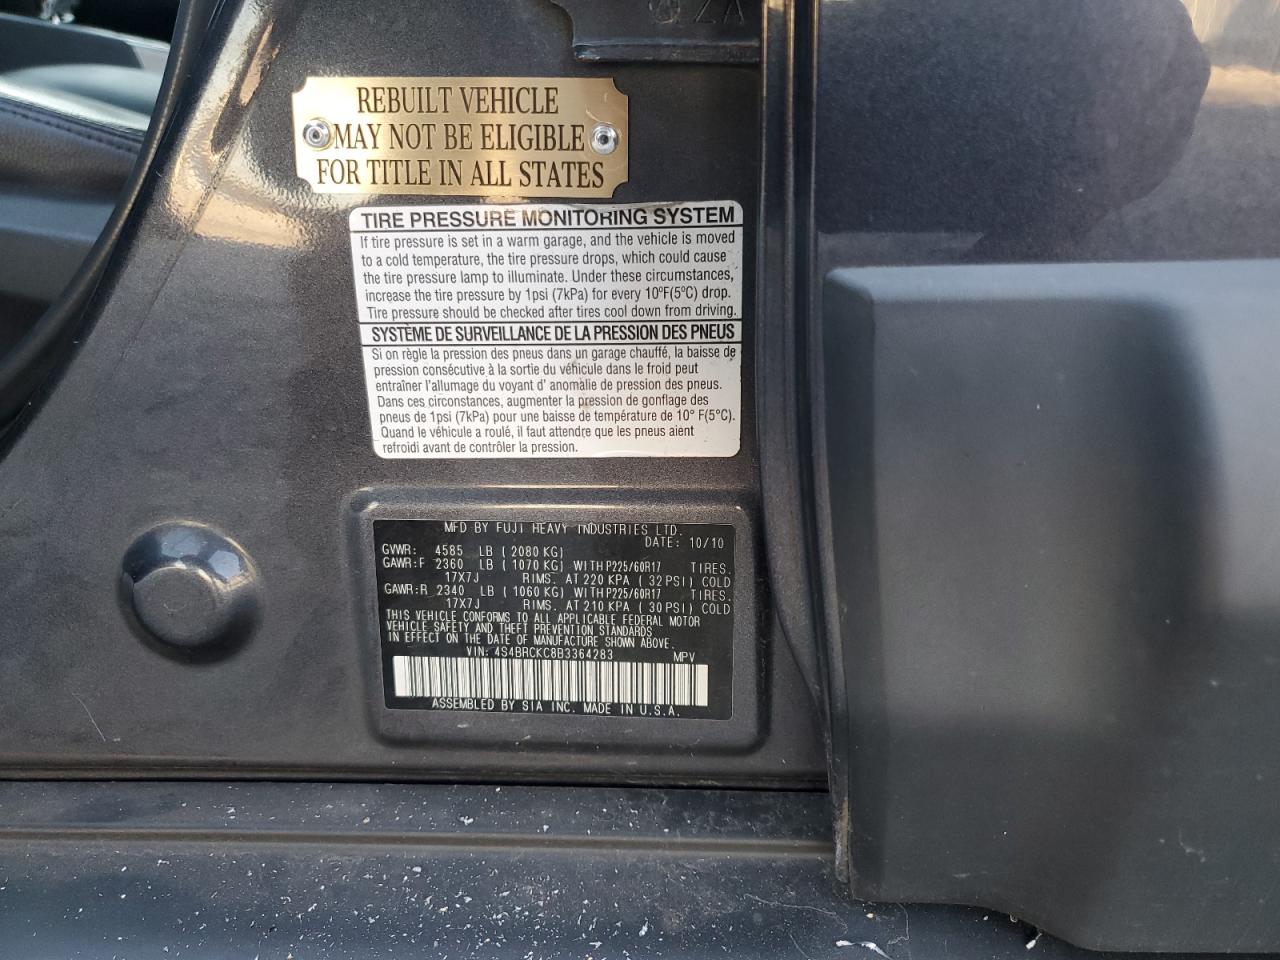 ZA
REBUILT VEHICLE
MAY NOT BE ELIGIBLE
FOR TITLE IN ALL STATES
TIRE PRESSURE MONITORING SYSTEM
If tire pressure is set in a warm garage, and the vehicle is moved
to a cold temperature, the tire pressure drops, which could cause
the tire pressure lamp to illuminate. Under these circumstances,
increase the tire pressure by 1psi (7kPa) for every 10°F(5°C) drop.
Tire pressure should be checked after tires cool down from driving.
SYSTÈME DE SURVEILLANCE DE LA PRESSION DES PNEUS
Si on règle la pression des pneus dans un garage chauffé, la baisse de
pression consécutive à la sortie du véhicule dans le froid peut
entraîner l'allumage du voyant d' anomalie de pression des pneus.
Dans ces circonstances, augmenter la pression de gonflage des
pneus de 1psi (7kPa) pour une baisse de température de 10° F(5°C).
Quand le véhicule a roulé, il faut attendre que les pneus aient
refroidi avant de contrôler la pression.
MFD BY FUJI HEAVY INDUSTRIES LTD.
DATE: 10/10
GVWR: 4585 LB ( 2080 KG)
GAWR:F 2360 LB ( 1070 KG) WITH P225/60R17 TIRES.
17X7J RIMS. AT 220 KPA ( 32 PSI) COLD
GAWR:R 2340 LB ( 1060 KG) WITH P225/60R17 TIRES.
17X7J RIMS. AT 210 KPA ( 30 PSI) COLD
THIS VEHICLE CONFORMS TO ALL APPLICABLE FEDERAL MOTOR
VEHICLE SAFETY AND THEFT PREVENTION STANDARDS
IN EFFECT ON THE DATE OF MANUFACTURE SHOWN ABOVE.
VIN: 4S4BRCKC8B3364283 MPV
ASSEMBLED BY SIA INC. MADE IN U.S.A.